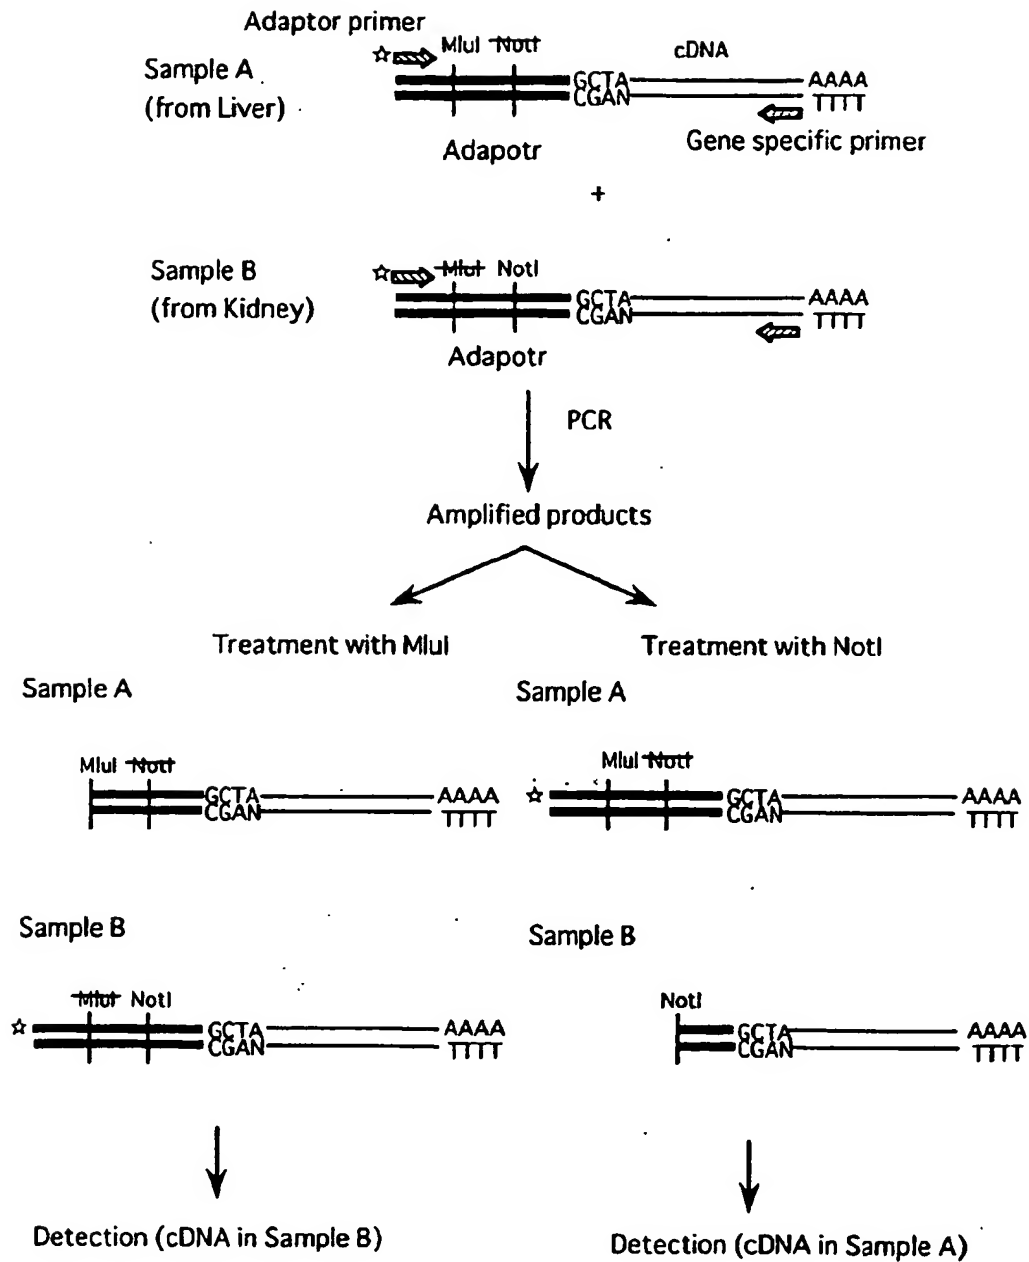 Adaptor primer
MluI NotI
cDNA
Sample A
(from Liver)
GCTA AAAA
CGAN TTTT
Gene specific primer
Adapotr
+
Sample B
(from Kidney)
MluI NotI
GCTA AAAA
CGAN TTTT
Adapotr
PCR
Amplified products
Treatment with MluI
Treatment with NotI
Sample A
MluI NotI
GCTA AAAA
CGAN TTTT
Sample A
MluI NotI
GCTA AAAA
CGAN TTTT
Sample B
MluI NotI
GCTA AAAA
CGAN TTTT
Sample B
NotI
GCTA AAAA
CGAN TTTT
Detection (cDNA in Sample B)
Detection (cDNA in Sample A)